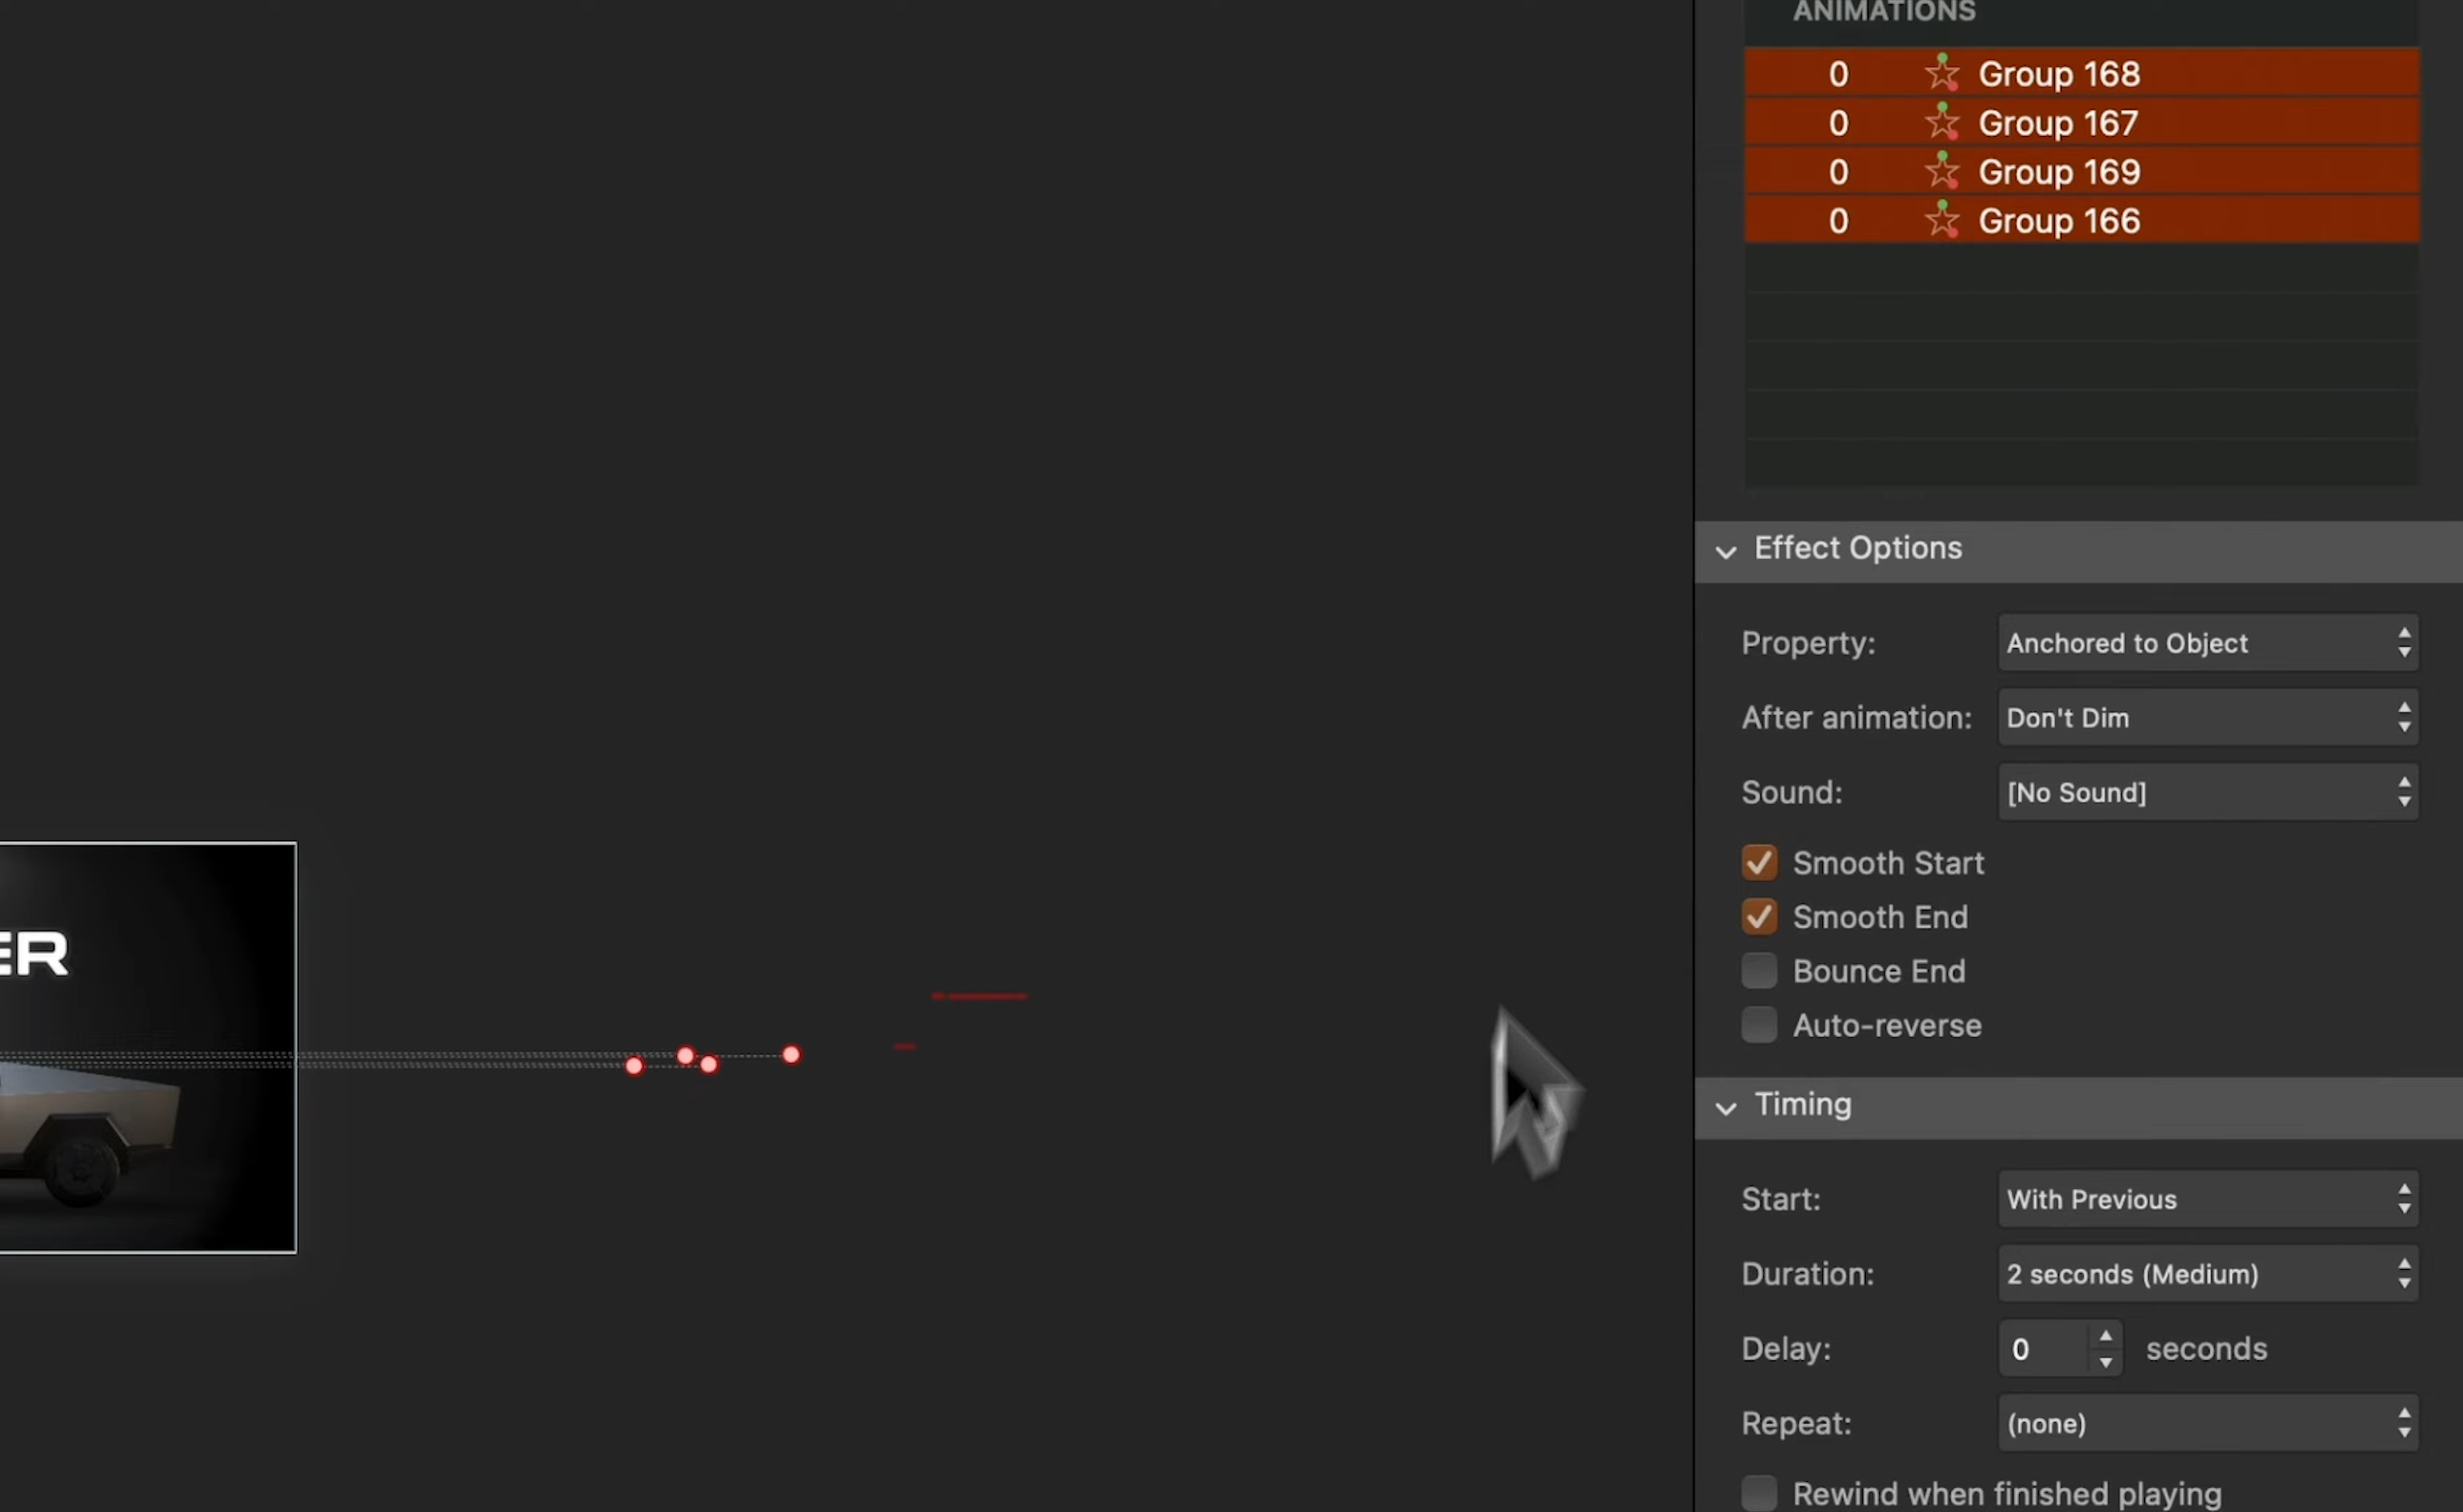 ANIMATIONS
0 Group 168
0 Group 167
0 Group 169
0 Group 166
Effect Options
Property: Anchored to Object
After animation: Don't Dim
Sound: [No Sound]
Smooth Start
Smooth End
Bounce End
Auto-reverse
ER
Timing
Start: With Previous
Duration: 2 seconds (Medium)
Delay: 0 seconds
Repeat: (none)
Rewind when finished playing